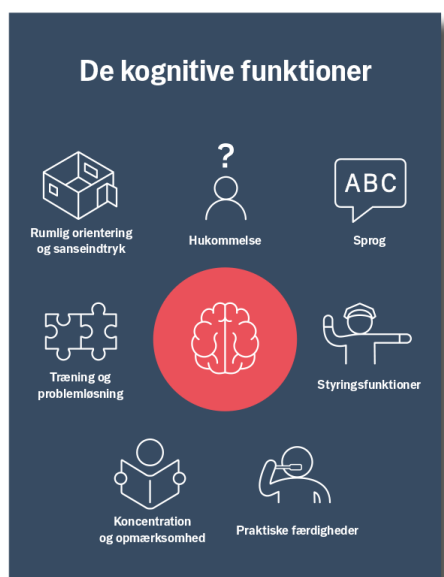 De kognitive funktioner
?
ABC
Rumlig orientering
og sanseindtryk
Hukommelse
Sprog
Træning og
problemløsning
Styringsfunktioner
Koncentration
og opmærksomhed
Praktiske færdigheder